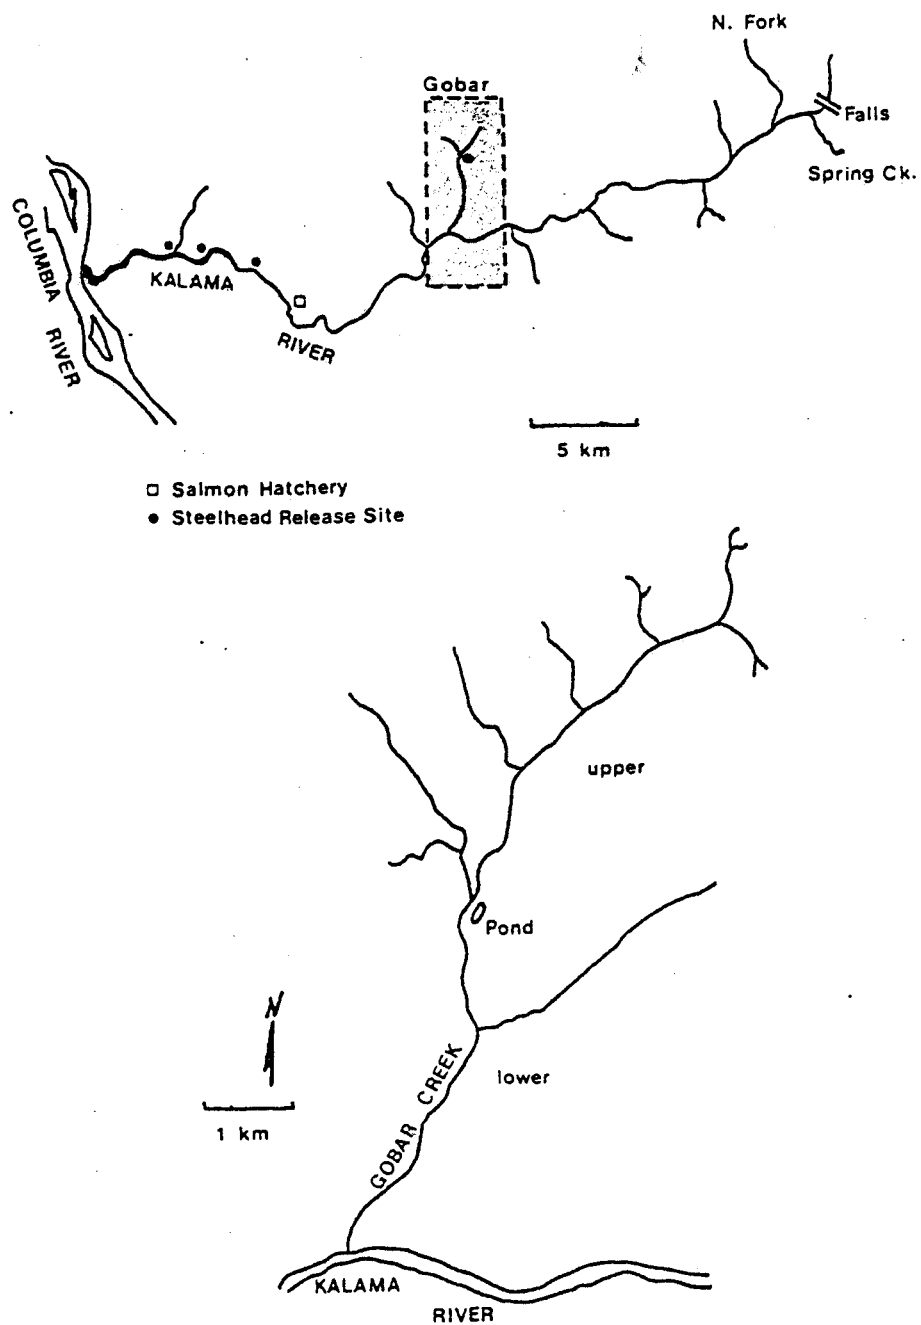 N. Fork
Gobar
Falls
Spring Ck.
COLUMBIA RIVER
KALAMA RIVER
5 km
Salmon Hatchery
Steelhead Release Site
upper
Pond
N
lower
GOBAR CREEK
1 km
KALAMA RIVER